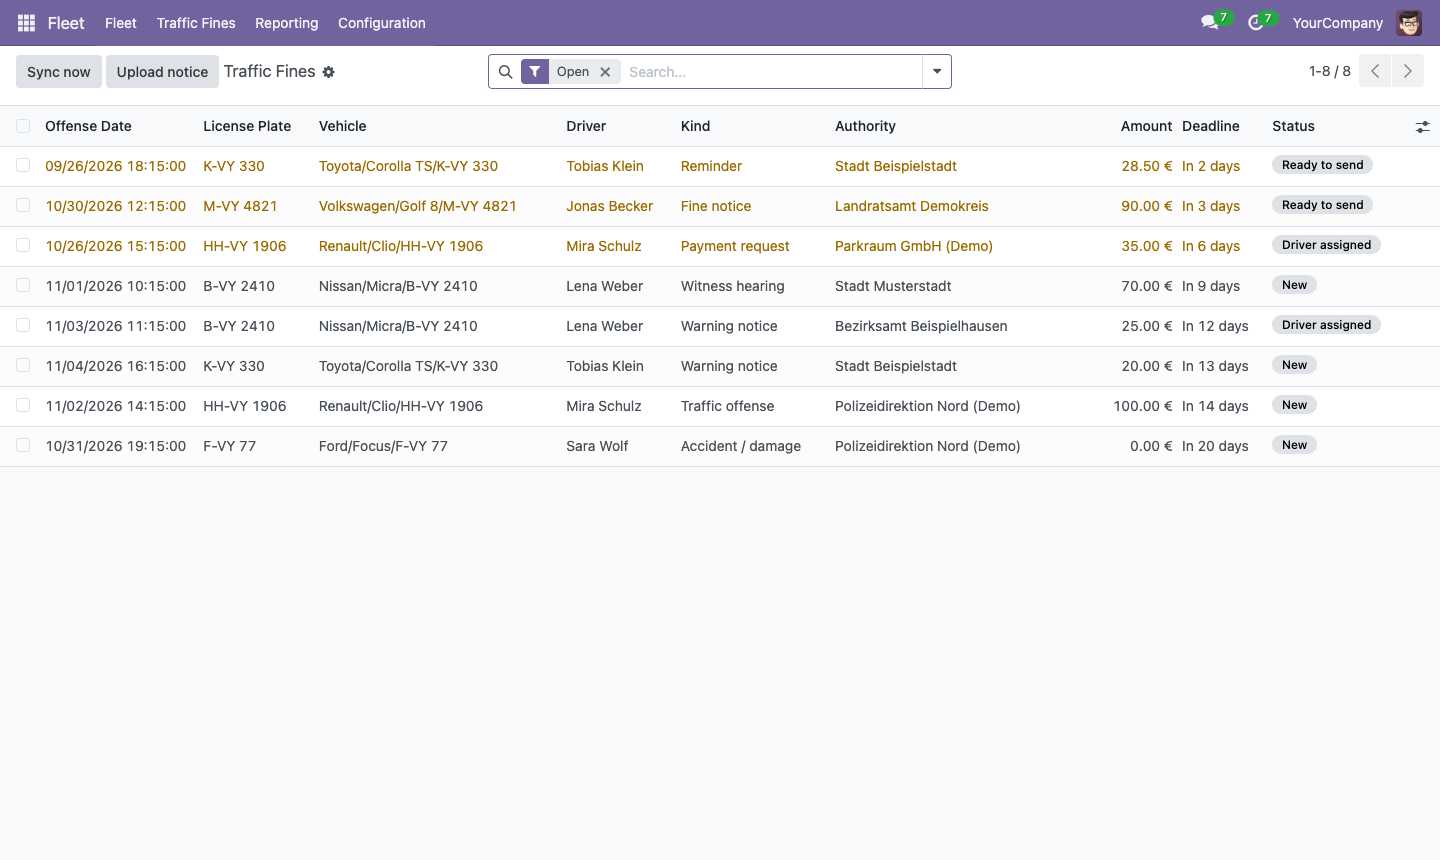 Fleet Fleet Traffic Fines Reporting Configuration 7 7 YourCompany
Sync now Upload notice Traffic Fines Open Search... 1-8 / 8
Offense Date License Plate Vehicle Driver Kind Authority Amount Deadline Status
09/26/2026 18:15:00 K-VY 330 Toyota/Corolla TS/K-VY 330 Tobias Klein Reminder Stadt Beispielstadt 28.50 € In 2 days Ready to send
10/30/2026 12:15:00 M-VY 4821 Volkswagen/Golf 8/M-VY 4821 Jonas Becker Fine notice Landratsamt Demokreis 90.00 € In 3 days Ready to send
10/26/2026 15:15:00 HH-VY 1906 Renault/Clio/HH-VY 1906 Mira Schulz Payment request Parkraum GmbH (Demo) 35.00 € In 6 days Driver assigned
11/01/2026 10:15:00 B-VY 2410 Nissan/Micra/B-VY 2410 Lena Weber Witness hearing Stadt Musterstadt 70.00 € In 9 days New
11/03/2026 11:15:00 B-VY 2410 Nissan/Micra/B-VY 2410 Lena Weber Warning notice Bezirksamt Beispielhausen 25.00 € In 12 days Driver assigned
11/04/2026 16:15:00 K-VY 330 Toyota/Corolla TS/K-VY 330 Tobias Klein Warning notice Stadt Beispielstadt 20.00 € In 13 days New
11/02/2026 14:15:00 HH-VY 1906 Renault/Clio/HH-VY 1906 Mira Schulz Traffic offense Polizeidirektion Nord (Demo) 100.00 € In 14 days New
10/31/2026 19:15:00 F-VY 77 Ford/Focus/F-VY 77 Sara Wolf Accident / damage Polizeidirektion Nord (Demo) 0.00 € In 20 days New